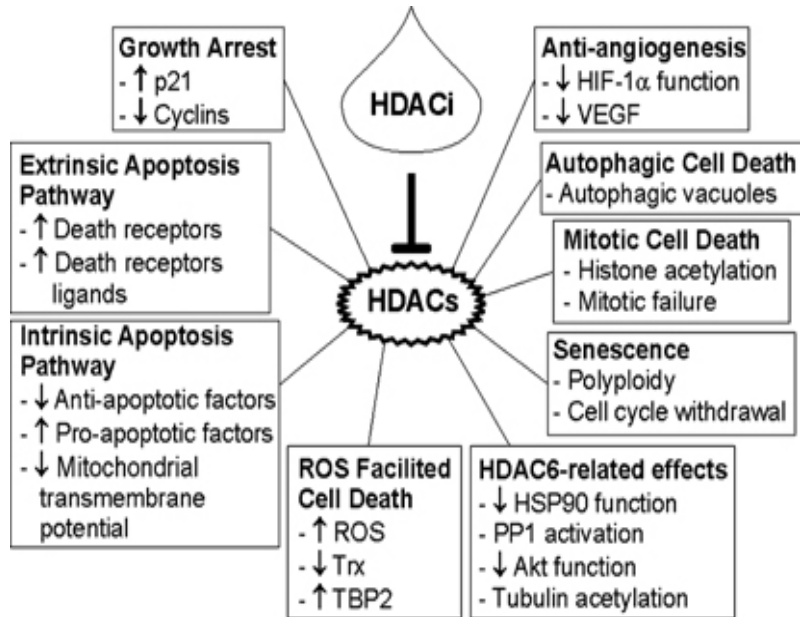 Growth Arrest
- ↑ p21
- ↓ Cyclins
HDACi
Anti-angiogenesis
- ↓ HIF-1α function
- ↓ VEGF
Extrinsic Apoptosis
Pathway
- ↑ Death receptors
- ↑ Death receptors
ligands
Autophagic Cell Death
- Autophagic vacuoles
Mitotic Cell Death
- Histone acetylation
- Mitotic failure
HDACs
Intrinsic Apoptosis
Pathway
- ↓ Anti-apoptotic factors
- ↑ Pro-apoptotic factors
- ↓ Mitochondrial
transmembrane
potential
Senescence
- Polyploidy
- Cell cycle withdrawal
ROS Facilited
Cell Death
- ↑ ROS
- ↓ Trx
- ↑ TBP2
HDAC6-related effects
- ↓ HSP90 function
- PP1 activation
- ↓ Akt function
- Tubulin acetylation